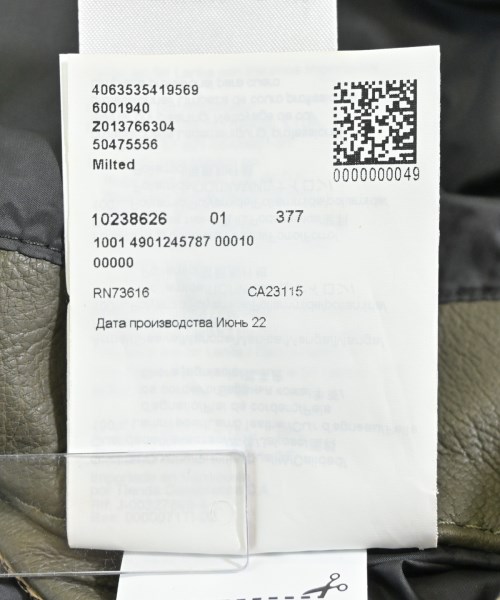 4063535419569
6001940
Z013766304
50475556
Milted
0000000049
10238626 01 377
1001 4901245787 00010
00000
RN73616 CA23115
Дата производства Июнь 22